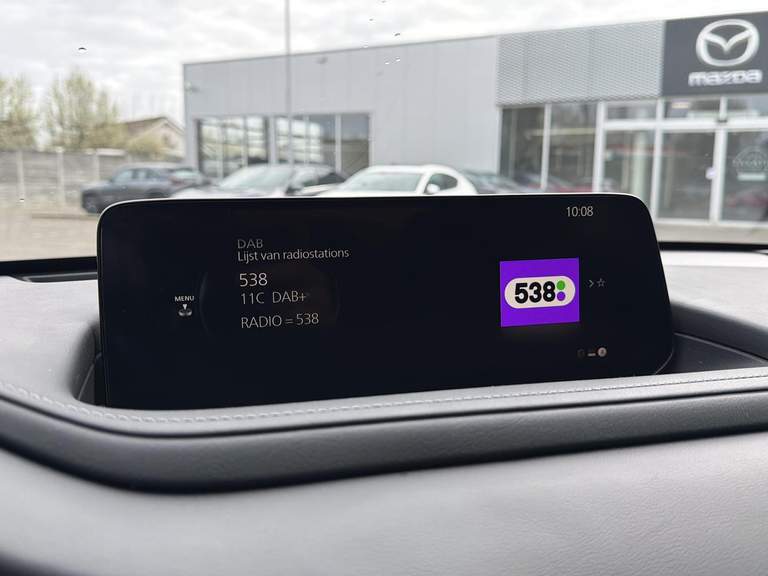 mazda
10:08
DAB
Lijst van radiostations
538
11C DAB+
RADIO = 538
MENU
538